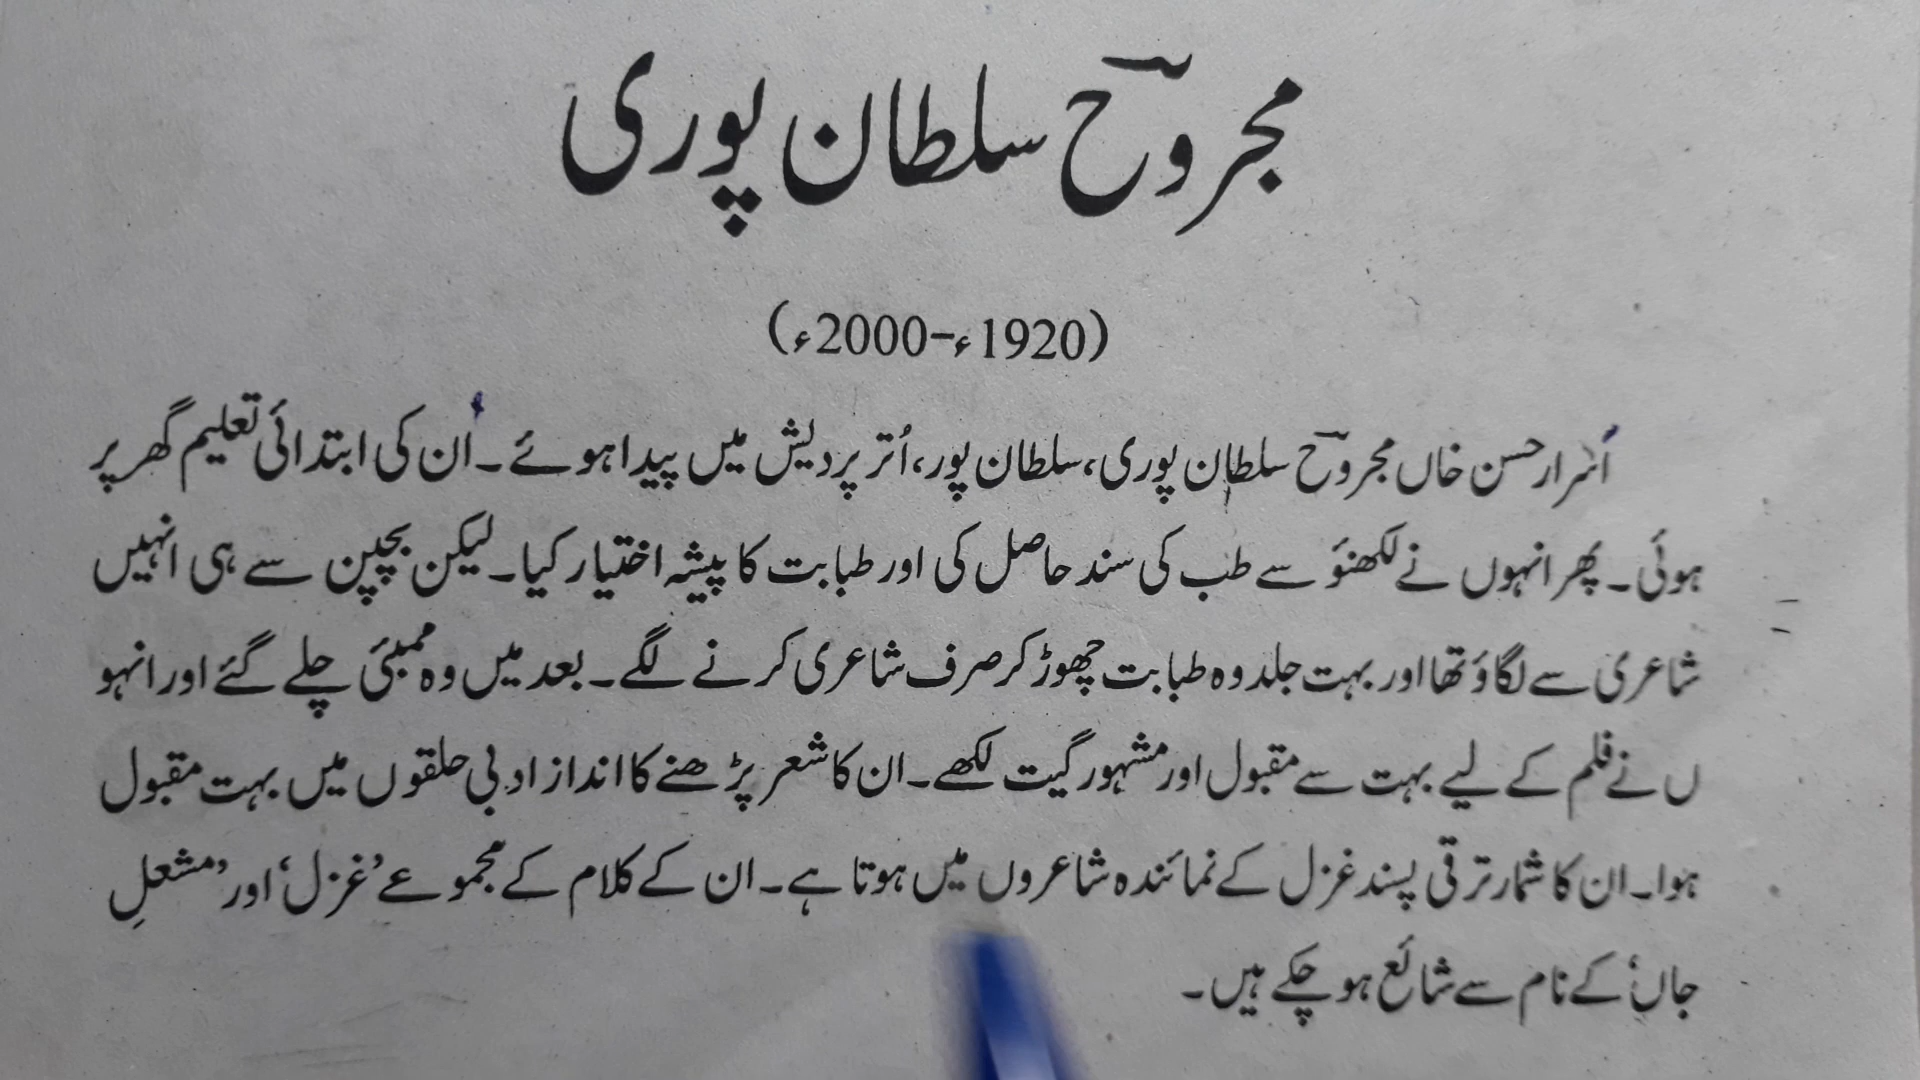 مجروحؔ سلطان پوری
(1920ء-2000ء)
اُسرار حسن خاں مجروحؔ سلطان پوری، سلطان پور، اُتر پردیش میں پیدا ہوئے۔ اُن کی ابتدائی تعلیم گھر پر
ہوئی۔ پھر انہوں نے لکھنؤ سے طب کی سند حاصل کی اور طبابت کا پیشہ اختیار کیا۔ لیکن بچپن سے ہی انہیں
شاعری سے لگاؤ تھا اور بہت جلد وہ طبابت چھوڑ کر صرف شاعری کرنے لگے۔ بعد میں وہ ممبئی چلے گئے اور انہو
ں نے فلم کے لیے بہت سے مقبول اور مشہور گیت لکھے۔ ان کا شعر پڑھنے کا انداز ادبی حلقوں میں بہت مقبول
ہوا۔ ان کا شمار ترقی پسند غزل کے نمائندہ شاعروں میں ہوتا ہے۔ ان کے کلام کے مجموعے ’غزل‘ اور ’مشعلِ
جاں‘ کے نام سے شائع ہو چکے ہیں۔